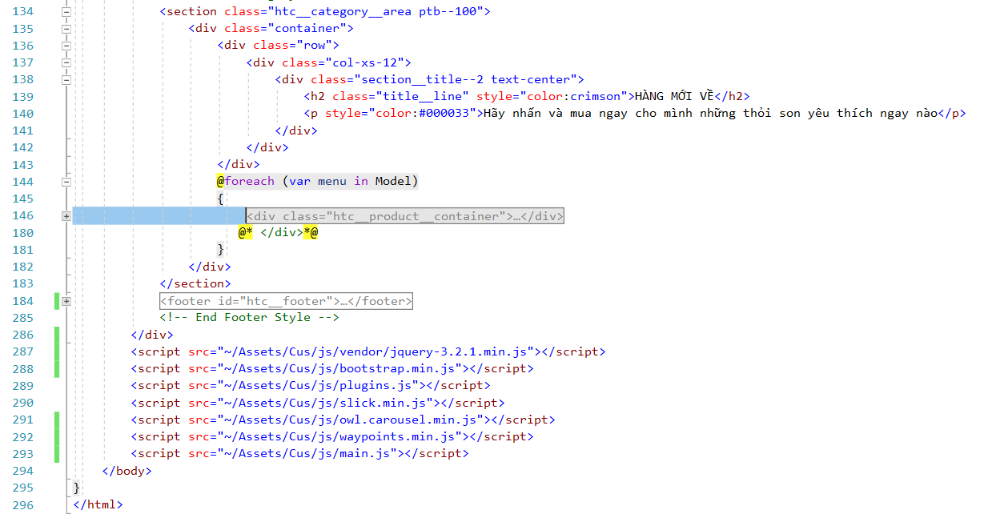 134 <section class="htc__category__area ptb--100">
135 <div class="container">
136 <div class="row">
137 <div class="col-xs-12">
138 <div class="section__title--2 text-center">
139 <h2 class="title__line" style="color:crimson">HÀNG MỚI VỀ</h2>
140 <p style="color:#000033">Hãy nhấn và mua ngay cho mình những thỏi son yêu thích ngay nào</p>
141 </div>
142 </div>
143 </div>
144 @foreach (var menu in Model)
145 {
146 <div class="htc__product__container">…</div>
180 @* </div>*@
181 }
182 </div>
183 </section>
184 <footer id="htc__footer">…</footer>
285 <!-- End Footer Style -->
286 </div>
287 <script src="~/Assets/Cus/js/vendor/jquery-3.2.1.min.js"></script>
288 <script src="~/Assets/Cus/js/bootstrap.min.js"></script>
289 <script src="~/Assets/Cus/js/plugins.js"></script>
290 <script src="~/Assets/Cus/js/slick.min.js"></script>
291 <script src="~/Assets/Cus/js/owl.carousel.min.js"></script>
292 <script src="~/Assets/Cus/js/waypoints.min.js"></script>
293 <script src="~/Assets/Cus/js/main.js"></script>
294 </body>
295 }
296 </html>